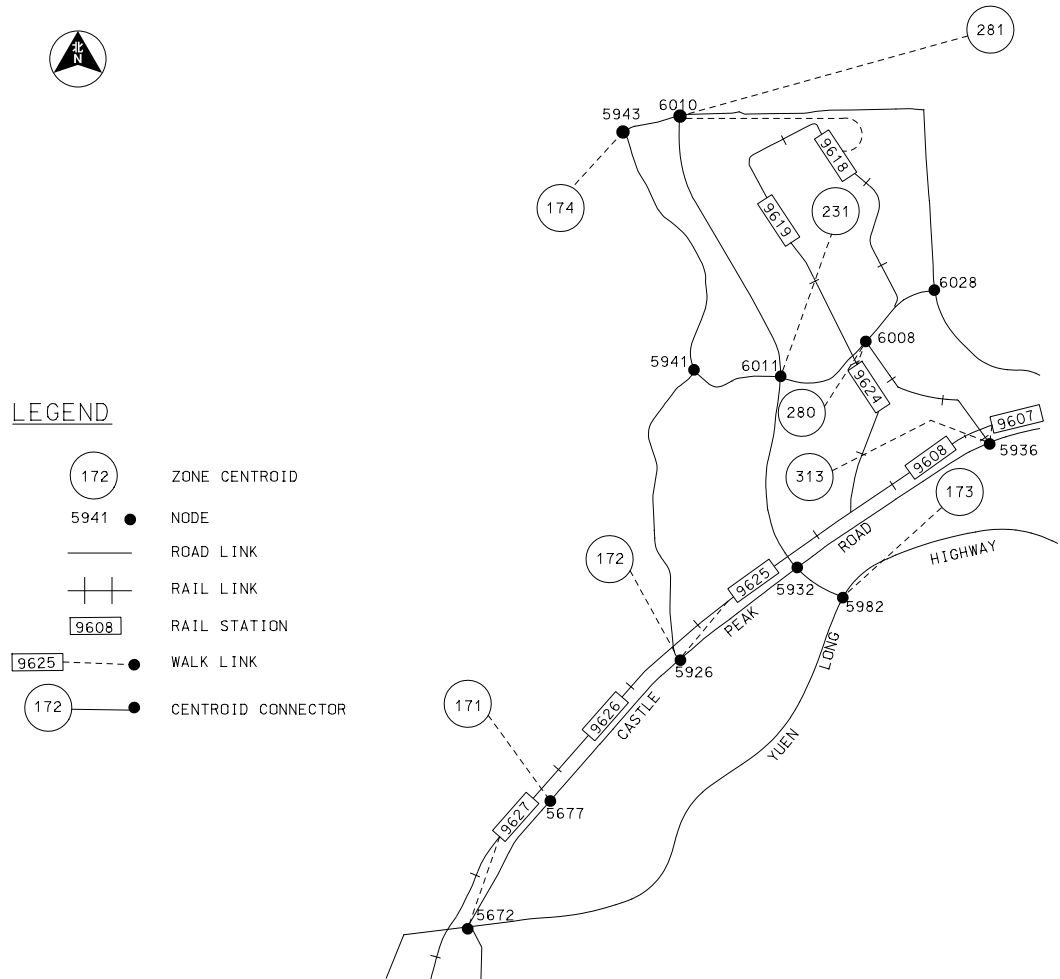 281
北
N
6010
5943
9618
174
231
9619
6028
6008
5941
6011
9624
LEGEND
280
9607
5936
9608
172 ZONE CENTROID
313
173
5941 NODE
ROAD LINK
ROAD
HIGHWAY
172
9625
RAIL LINK
5932
5982
9608 RAIL STATION
PEAK
LONG
9625 WALK LINK
5926
172 CENTROID CONNECTOR
171
9626
CASTLE
YUEN
9627
5677
5672